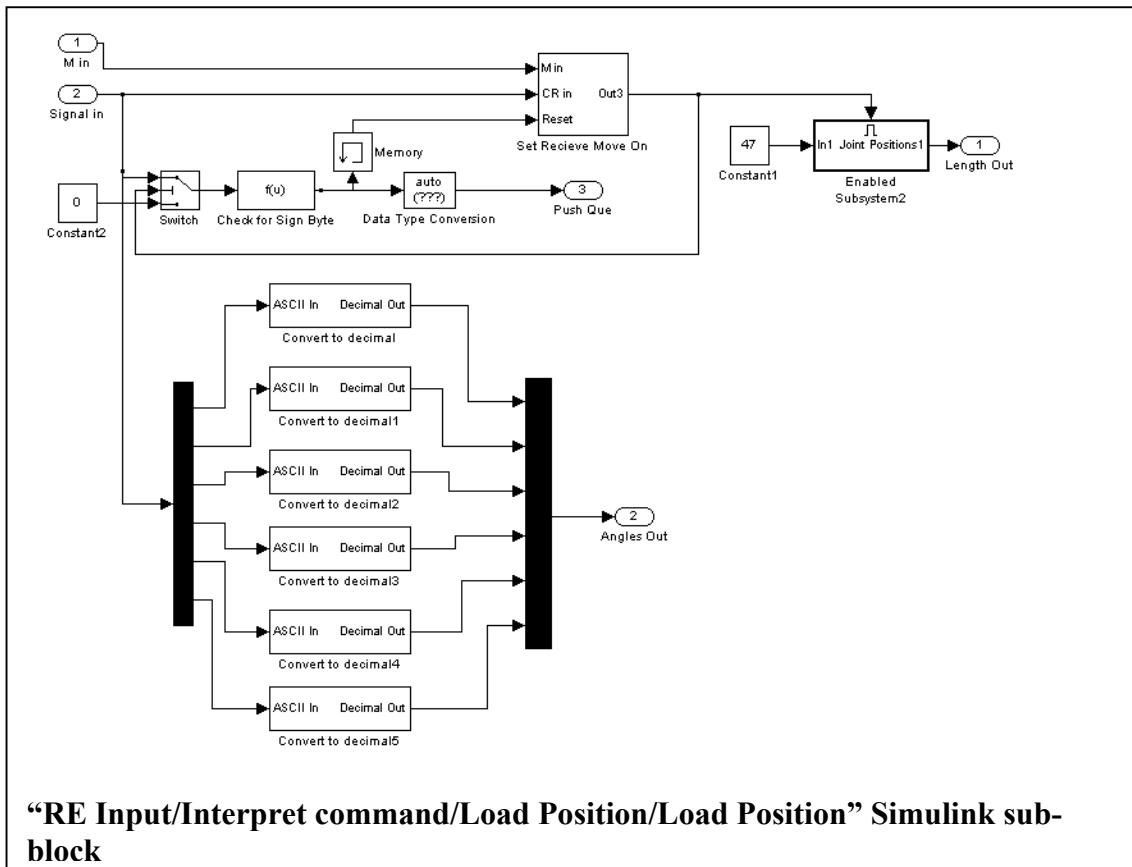 1
M in
2
Signal in
M in
CR in Out3
Reset
Set Recieve Move On
Memory
47
Constant1
In1 Joint Positions1
Enabled
Subsystem2
1
Length Out
0
Constant2
Switch
f(u)
Check for Sign Byte
auto
(???)
Data Type Conversion
3
Push Que
ASCII In Decimal Out
Convert to decimal
ASCII In Decimal Out
Convert to decimal1
ASCII In Decimal Out
Convert to decimal2
ASCII In Decimal Out
Convert to decimal3
ASCII In Decimal Out
Convert to decimal4
ASCII In Decimal Out
Convert to decimal5
2
Angles Out
“RE Input/Interpret command/Load Position/Load Position” Simulink sub-
block